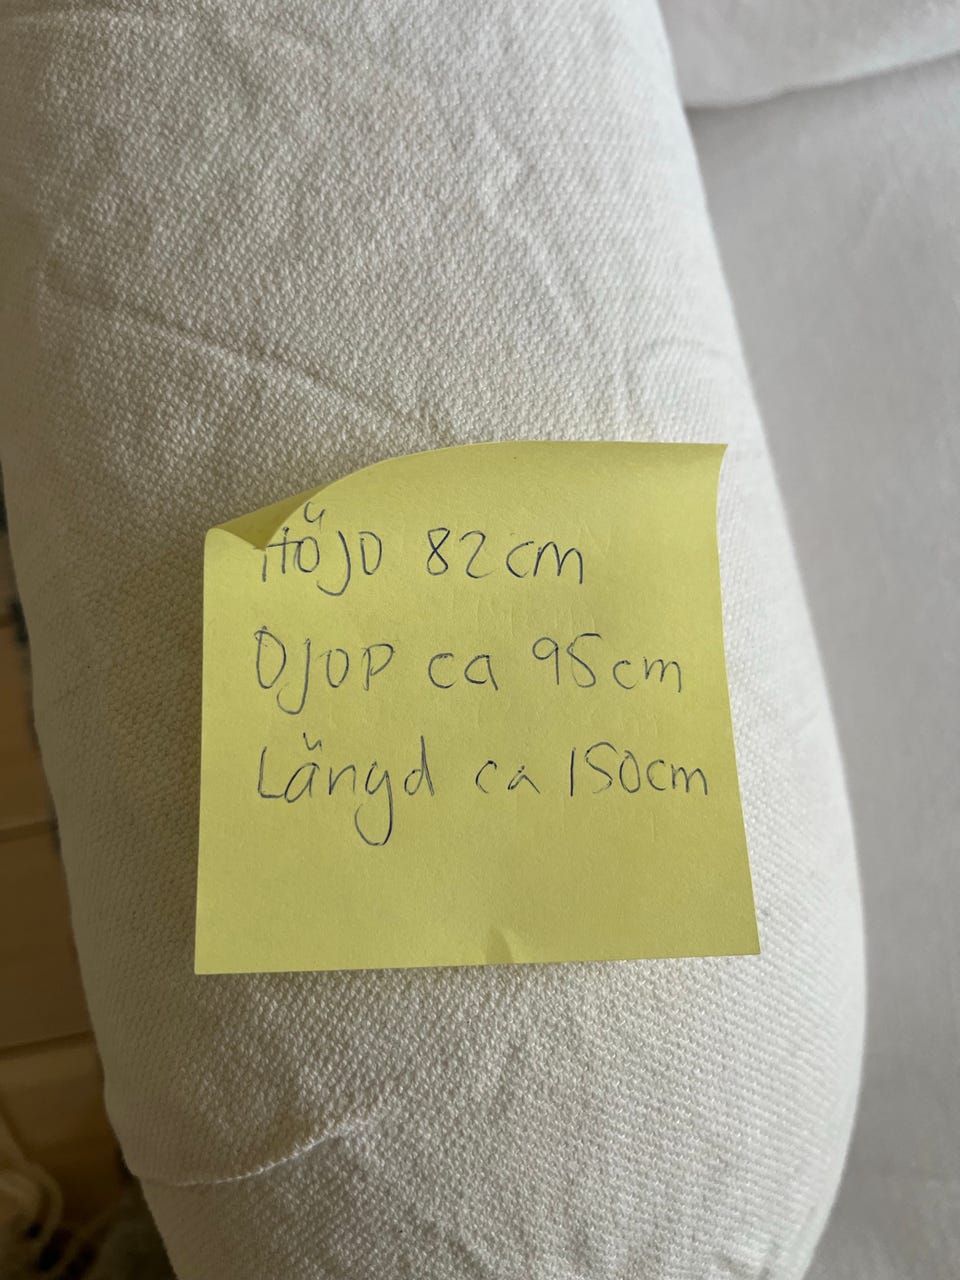 HÖJD 82cm
DJUP ca 95cm
Längd ca 150cm